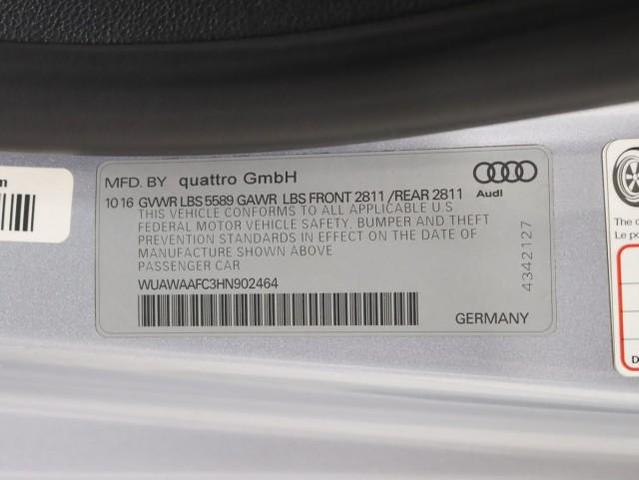 MFD. BY quattro GmbH
Audi
10 16 GVWR LBS 5589 GAWR LBS FRONT 2811 /REAR 2811
THIS VEHICLE CONFORMS TO ALL APPLICABLE U.S
FEDERAL MOTOR VEHICLE SAFETY, BUMPER AND THEFT
PREVENTION STANDARDS IN EFFECT ON THE DATE OF
MANUFACTURE SHOWN ABOVE
PASSENGER CAR
WUAWAAFC3HN902464
GERMANY
4342127
The
Le